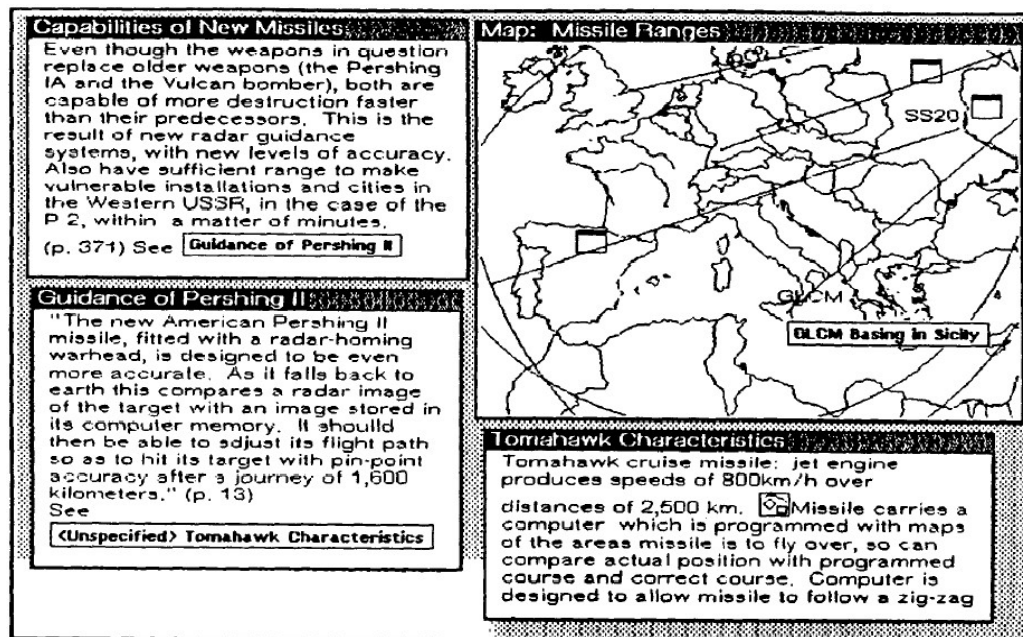 Capabilities of New Missiles
Even though the weapons in question
replace older weapons (the Pershing
IA and the Vulcan bomber), both are
capable of more destruction faster
than their predecessors. This is the
result of new radar guidance
systems, with new levels of accuracy.
Also have sufficient range to make
vulnerable installations and cities in
the Western USSR, in the case of the
P 2, within a matter of minutes.
(p. 371) See Guidance of Pershing II
Guidance of Pershing II
"The new American Pershing II
missile, fitted with a radar-homing
warhead, is designed to be even
more accurate. As it falls back to
earth this compares a radar image
of the target with an image stored in
its computer memory. It shoulld
then be able to adjust its flight path
so as to hit its target with pin-point
accuracy after a journey of 1,600
kilometers." (p. 13)
See
<Unspecified> Tomahawk Characteristics
Map: Missile Ranges
SS20
GLCM
GLCM Basing in Sicity
Tomahawk Characteristics
Tomahawk cruise missile: jet engine
produces speeds of 800km/h over
distances of 2,500 km. Missile carries a
computer which is programmed with maps
of the areas missile is to fly over, so can
compare actual position with programmed
course and correct course. Computer is
designed to allow missile to follow a zig-zag